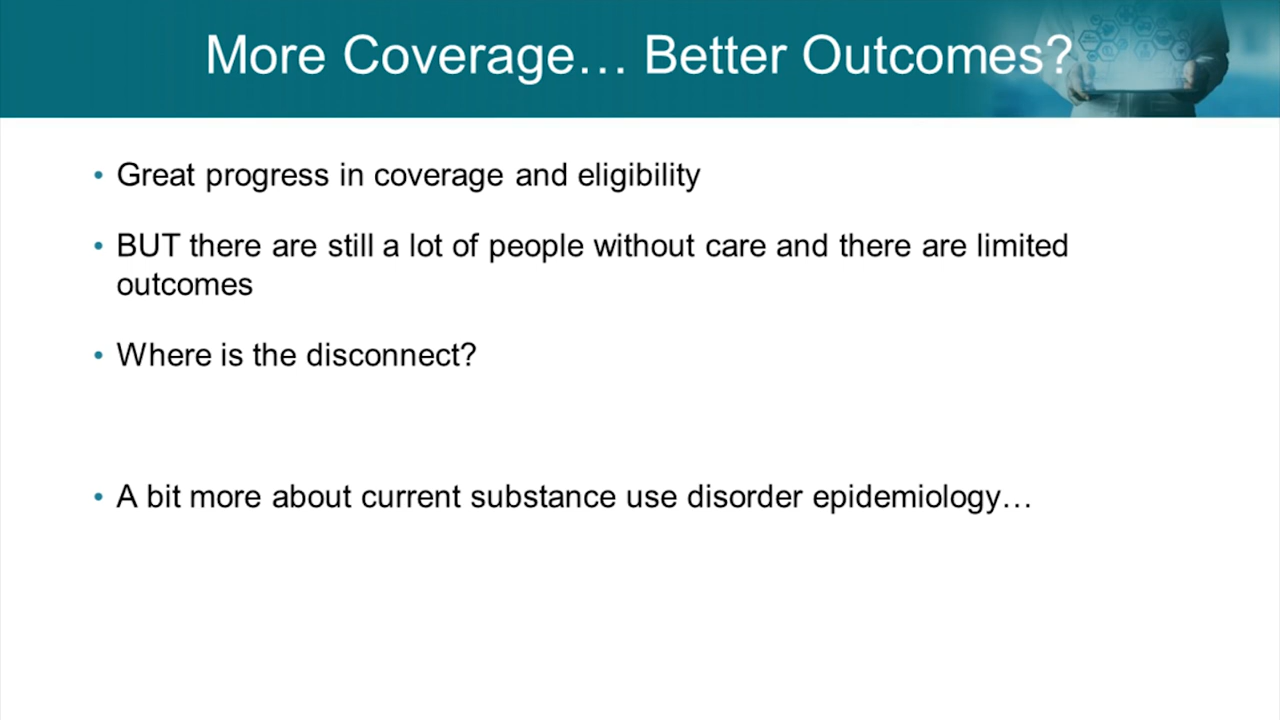 More Coverage… Better Outcomes?
• Great progress in coverage and eligibility
• BUT there are still a lot of people without care and there are limited
outcomes
• Where is the disconnect?
• A bit more about current substance use disorder epidemiology…